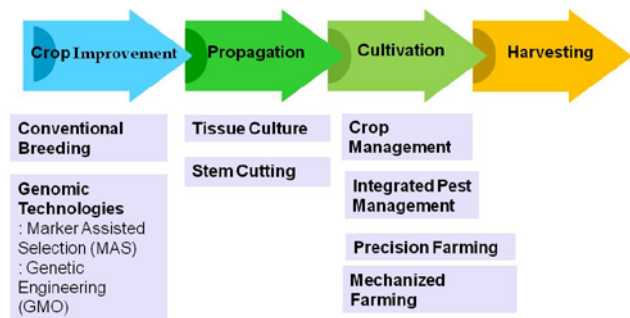 Crop Improvement
Propagation
Cultivation
Harvesting
Conventional
Breeding
Genomic
Technologies
: Marker Assisted
Selection (MAS)
: Genetic
Engineering
(GMO)
Tissue Culture
Stem Cutting
Crop
Management
Integrated Pest
Management
Precision Farming
Mechanized
Farming